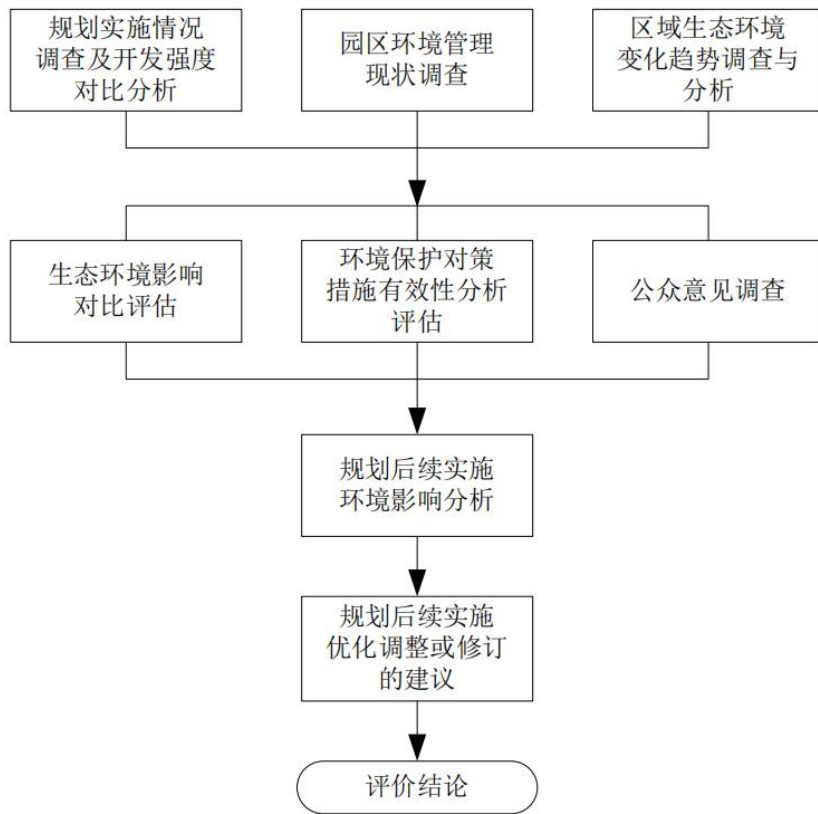 规划实施情况
调查及开发强度
对比分析
园区环境管理
现状调查
区域生态环境
变化趋势调查与
分析
生态环境影响
对比评估
环境保护对策
措施有效性分析
评估
公众意见调查
规划后续实施
环境影响分析
规划后续实施
优化调整或修订
的建议
评价结论